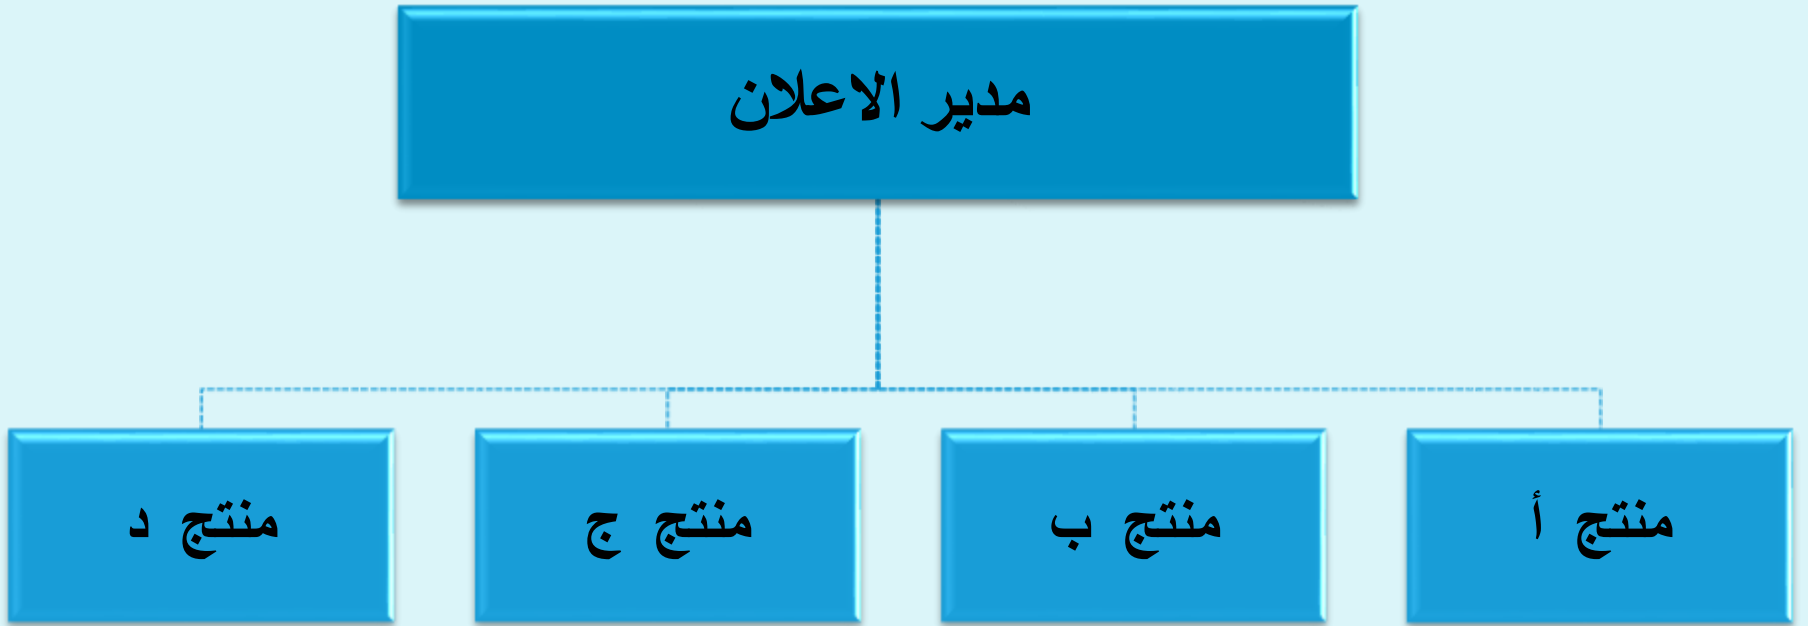 مدير الاعلان
منتج أ
منتج ب
منتج ج
منتج د